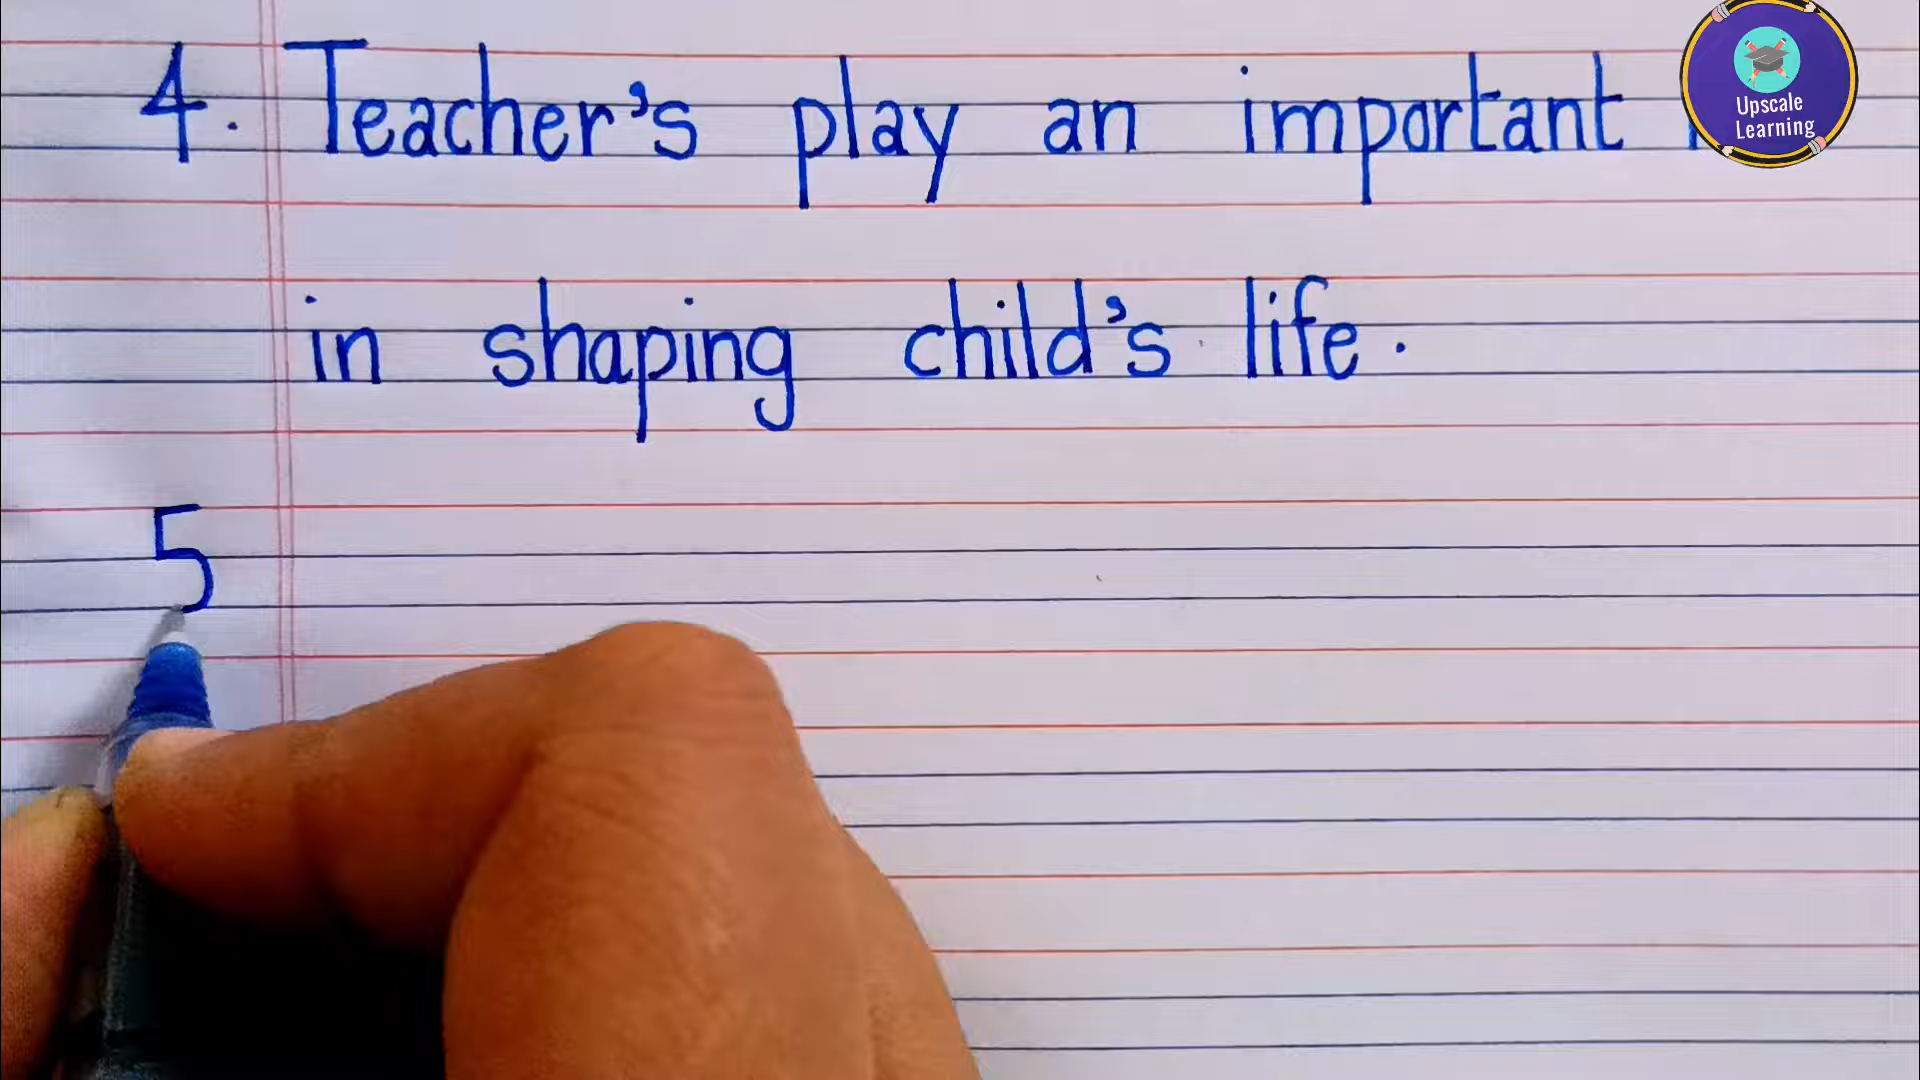 4. Teacher's play an important
Upscale
Learning
in shaping child's life.
5